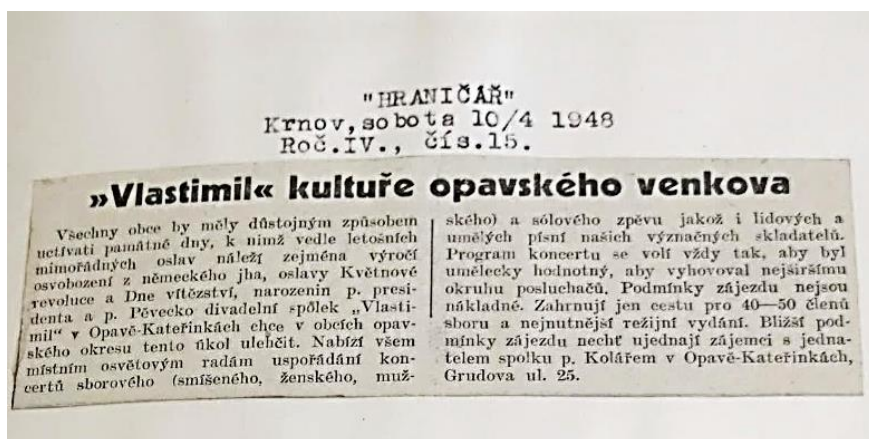 "HRANIČÁŘ"
Krnov,sobota 10/4 1948
Roč.IV., čís.15.
»Vlastimil« kultuře opavského venkova
Všechny obce by měly důstojným způsobem
uctívati památné dny, k nimž vedle letošních
mimořádných oslav náleží zejména výročí
osvobození z německého jha, oslavy Květnové
revoluce a Dne vítězství, narozenin p. presi-
denta a p. Pěvecko divadelní spolek „Vlasti-
mil“ v Opavě-Kateřinkách chce v obcích opav-
ského okresu tento úkol ulehčit. Nabízí všem
místním osvětovým radám uspořádání kon-
certů sborového (smíšeného, ženského, muž-
ského) a sólového zpěvu jakož i lidových a
umělých písní našich význačných skladatelů.
Program koncertu se volí vždy tak, aby byl
umělecky hodnotný, aby vyhovoval nejširšímu
okruhu posluchačů. Podmínky zájezdu nejsou
nákladné. Zahrnují jen cestu pro 40—50 členů
sboru a nejnutnější režijní vydání. Bližší pod-
mínky zájezdu nechť ujednají zájemci s jedna-
telem spolku p. Kolářem v Opavě-Kateřinkách,
Grudova ul. 25.